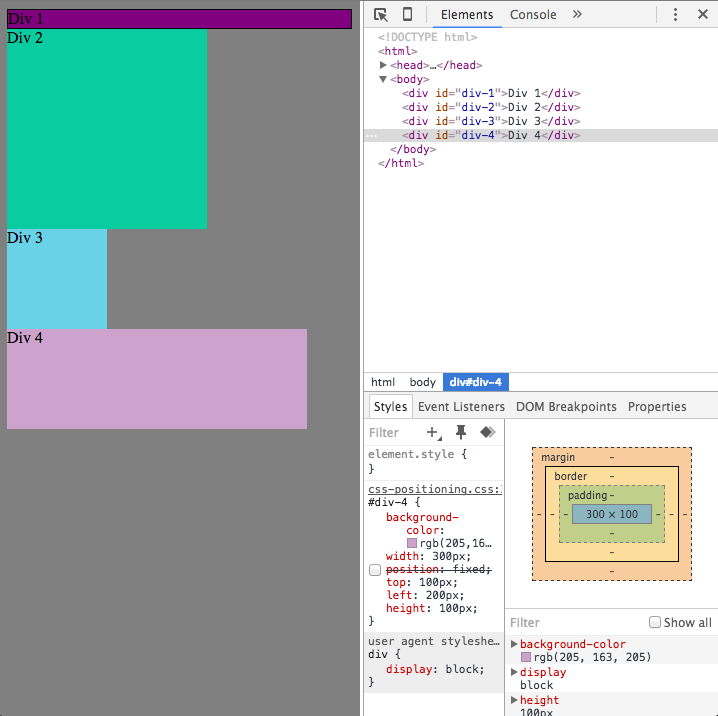 Div 1
Div 2
Div 3
Div 4
Elements Console »
<!DOCTYPE html>
<html>
<head>…</head>
<body>
<div id="div-1">Div 1</div>
<div id="div-2">Div 2</div>
<div id="div-3">Div 3</div>
… <div id="div-4">Div 4</div>
</body>
</html>
html body div#div-4
Styles Event Listeners DOM Breakpoints Properties
Filter
element.style {
}
css-positioning.css:
#div-4 {
background-
color:
rgb(205,16…
width: 300px;
position: fixed;
top: 100px;
left: 200px;
height: 100px;
}
user agent styleshe…
div {
display: block;
}
margin -
border -
padding -
- - - 300 × 100 - - -
-
-
-
Filter Show all
background-color
rgb(205, 163, 205)
display
block
height
100px